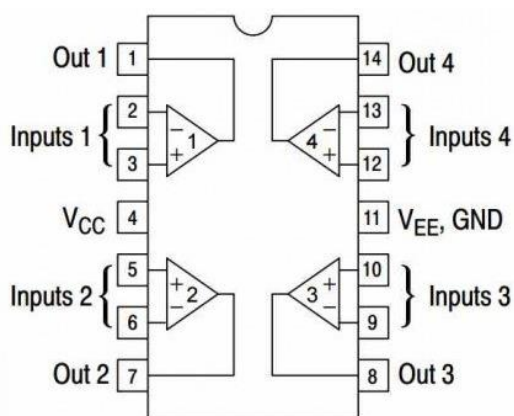 Out 1 1 14 Out 4
2 13
Inputs 1 − 1 4 − Inputs 4
3 + + 12
VCC 4 11 VEE, GND
5 + + 10
Inputs 2 2 3 Inputs 3
6 − − 9
Out 2 7 8 Out 3